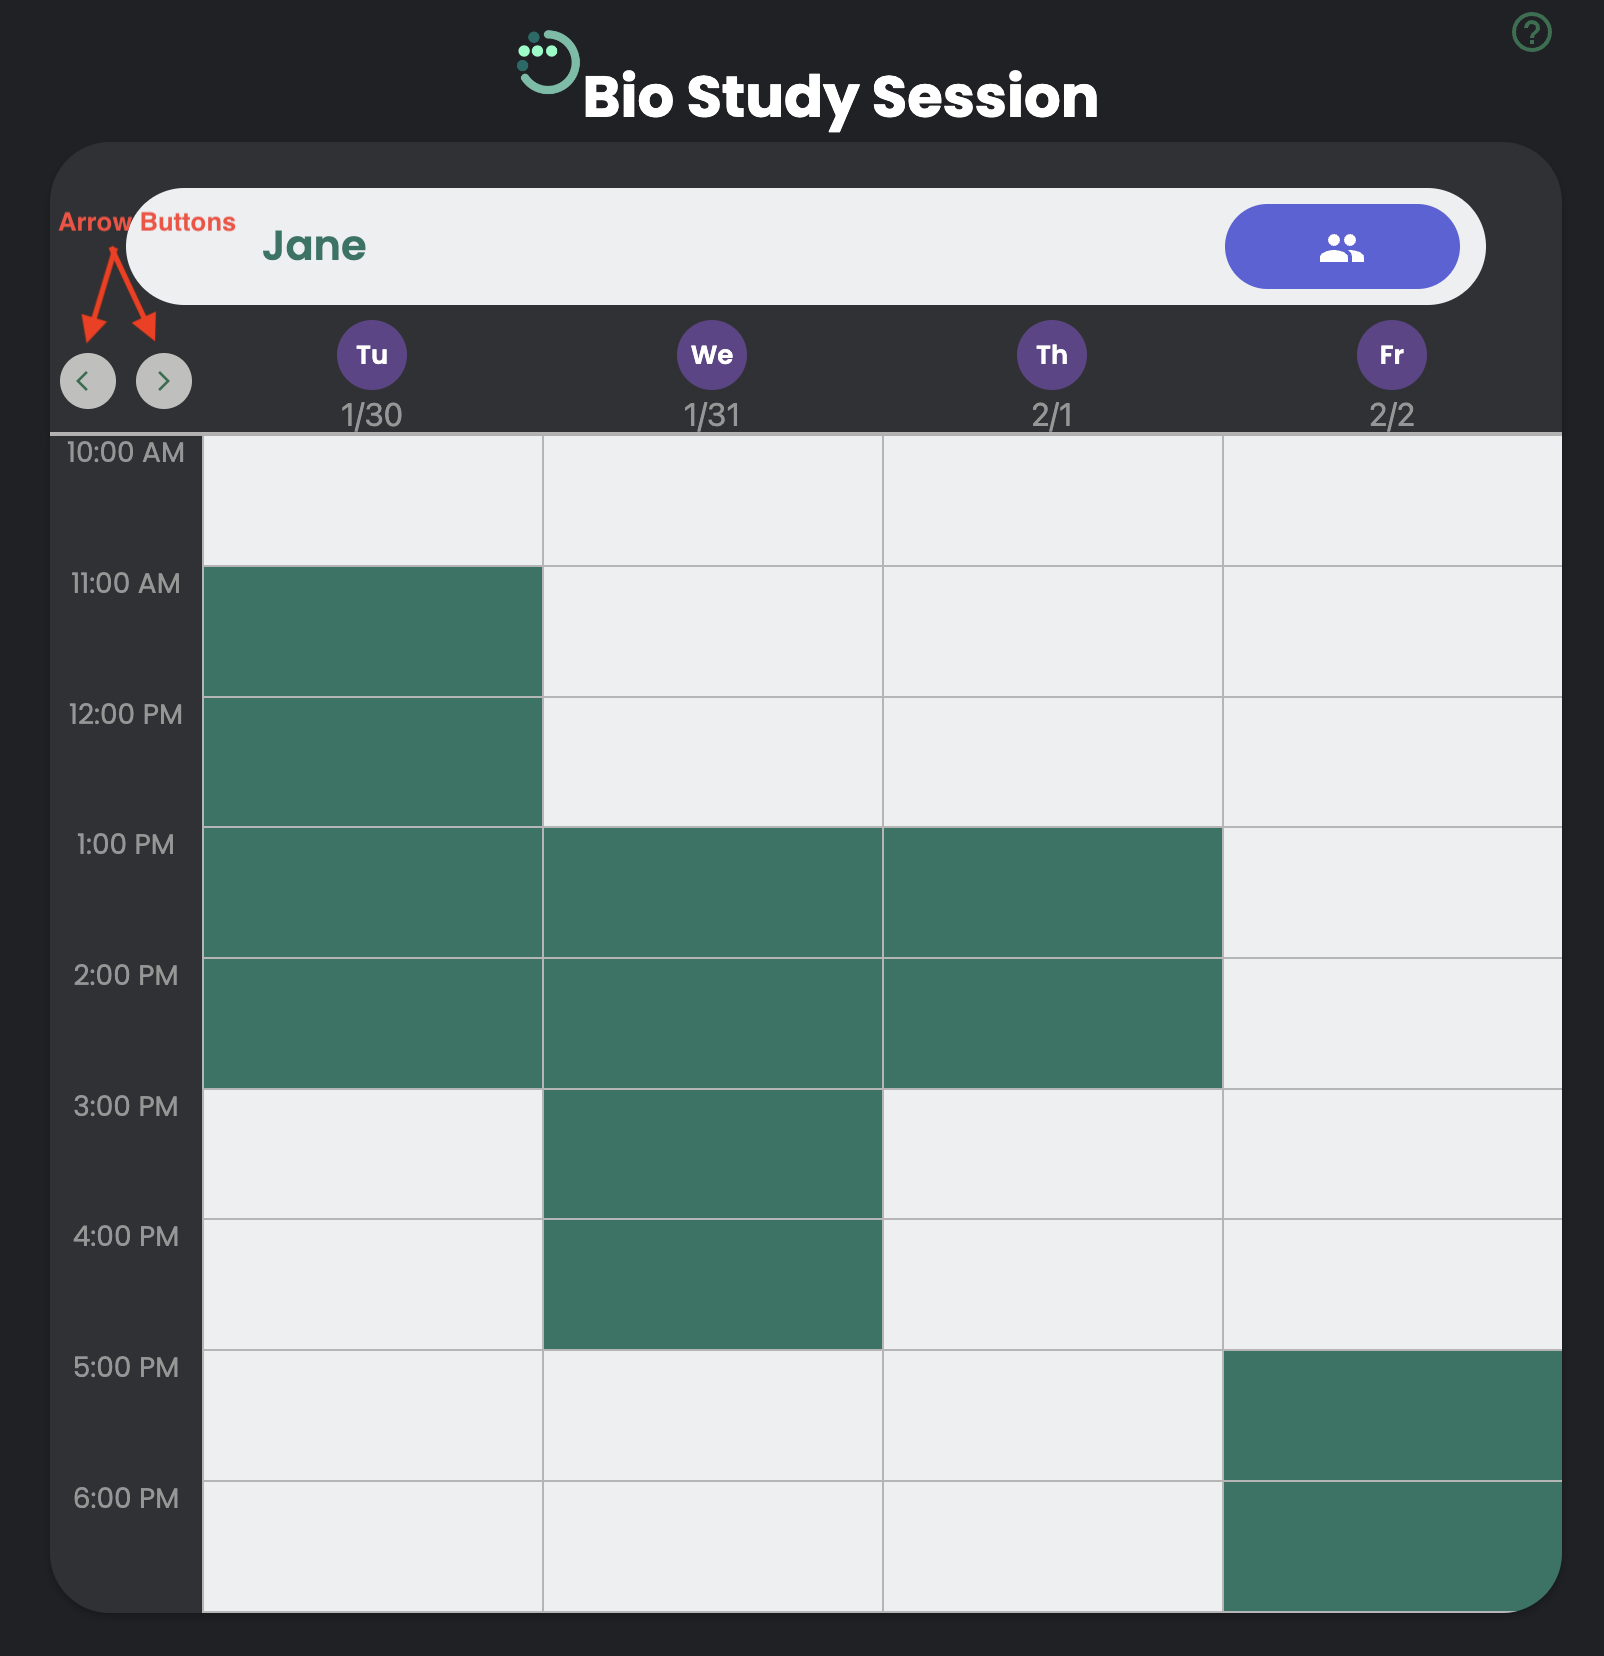 Bio Study Session
Arrow Buttons
Jane
Tu We Th Fr
1/30 1/31 2/1 2/2
10:00 AM
11:00 AM
12:00 PM
1:00 PM
2:00 PM
3:00 PM
4:00 PM
5:00 PM
6:00 PM